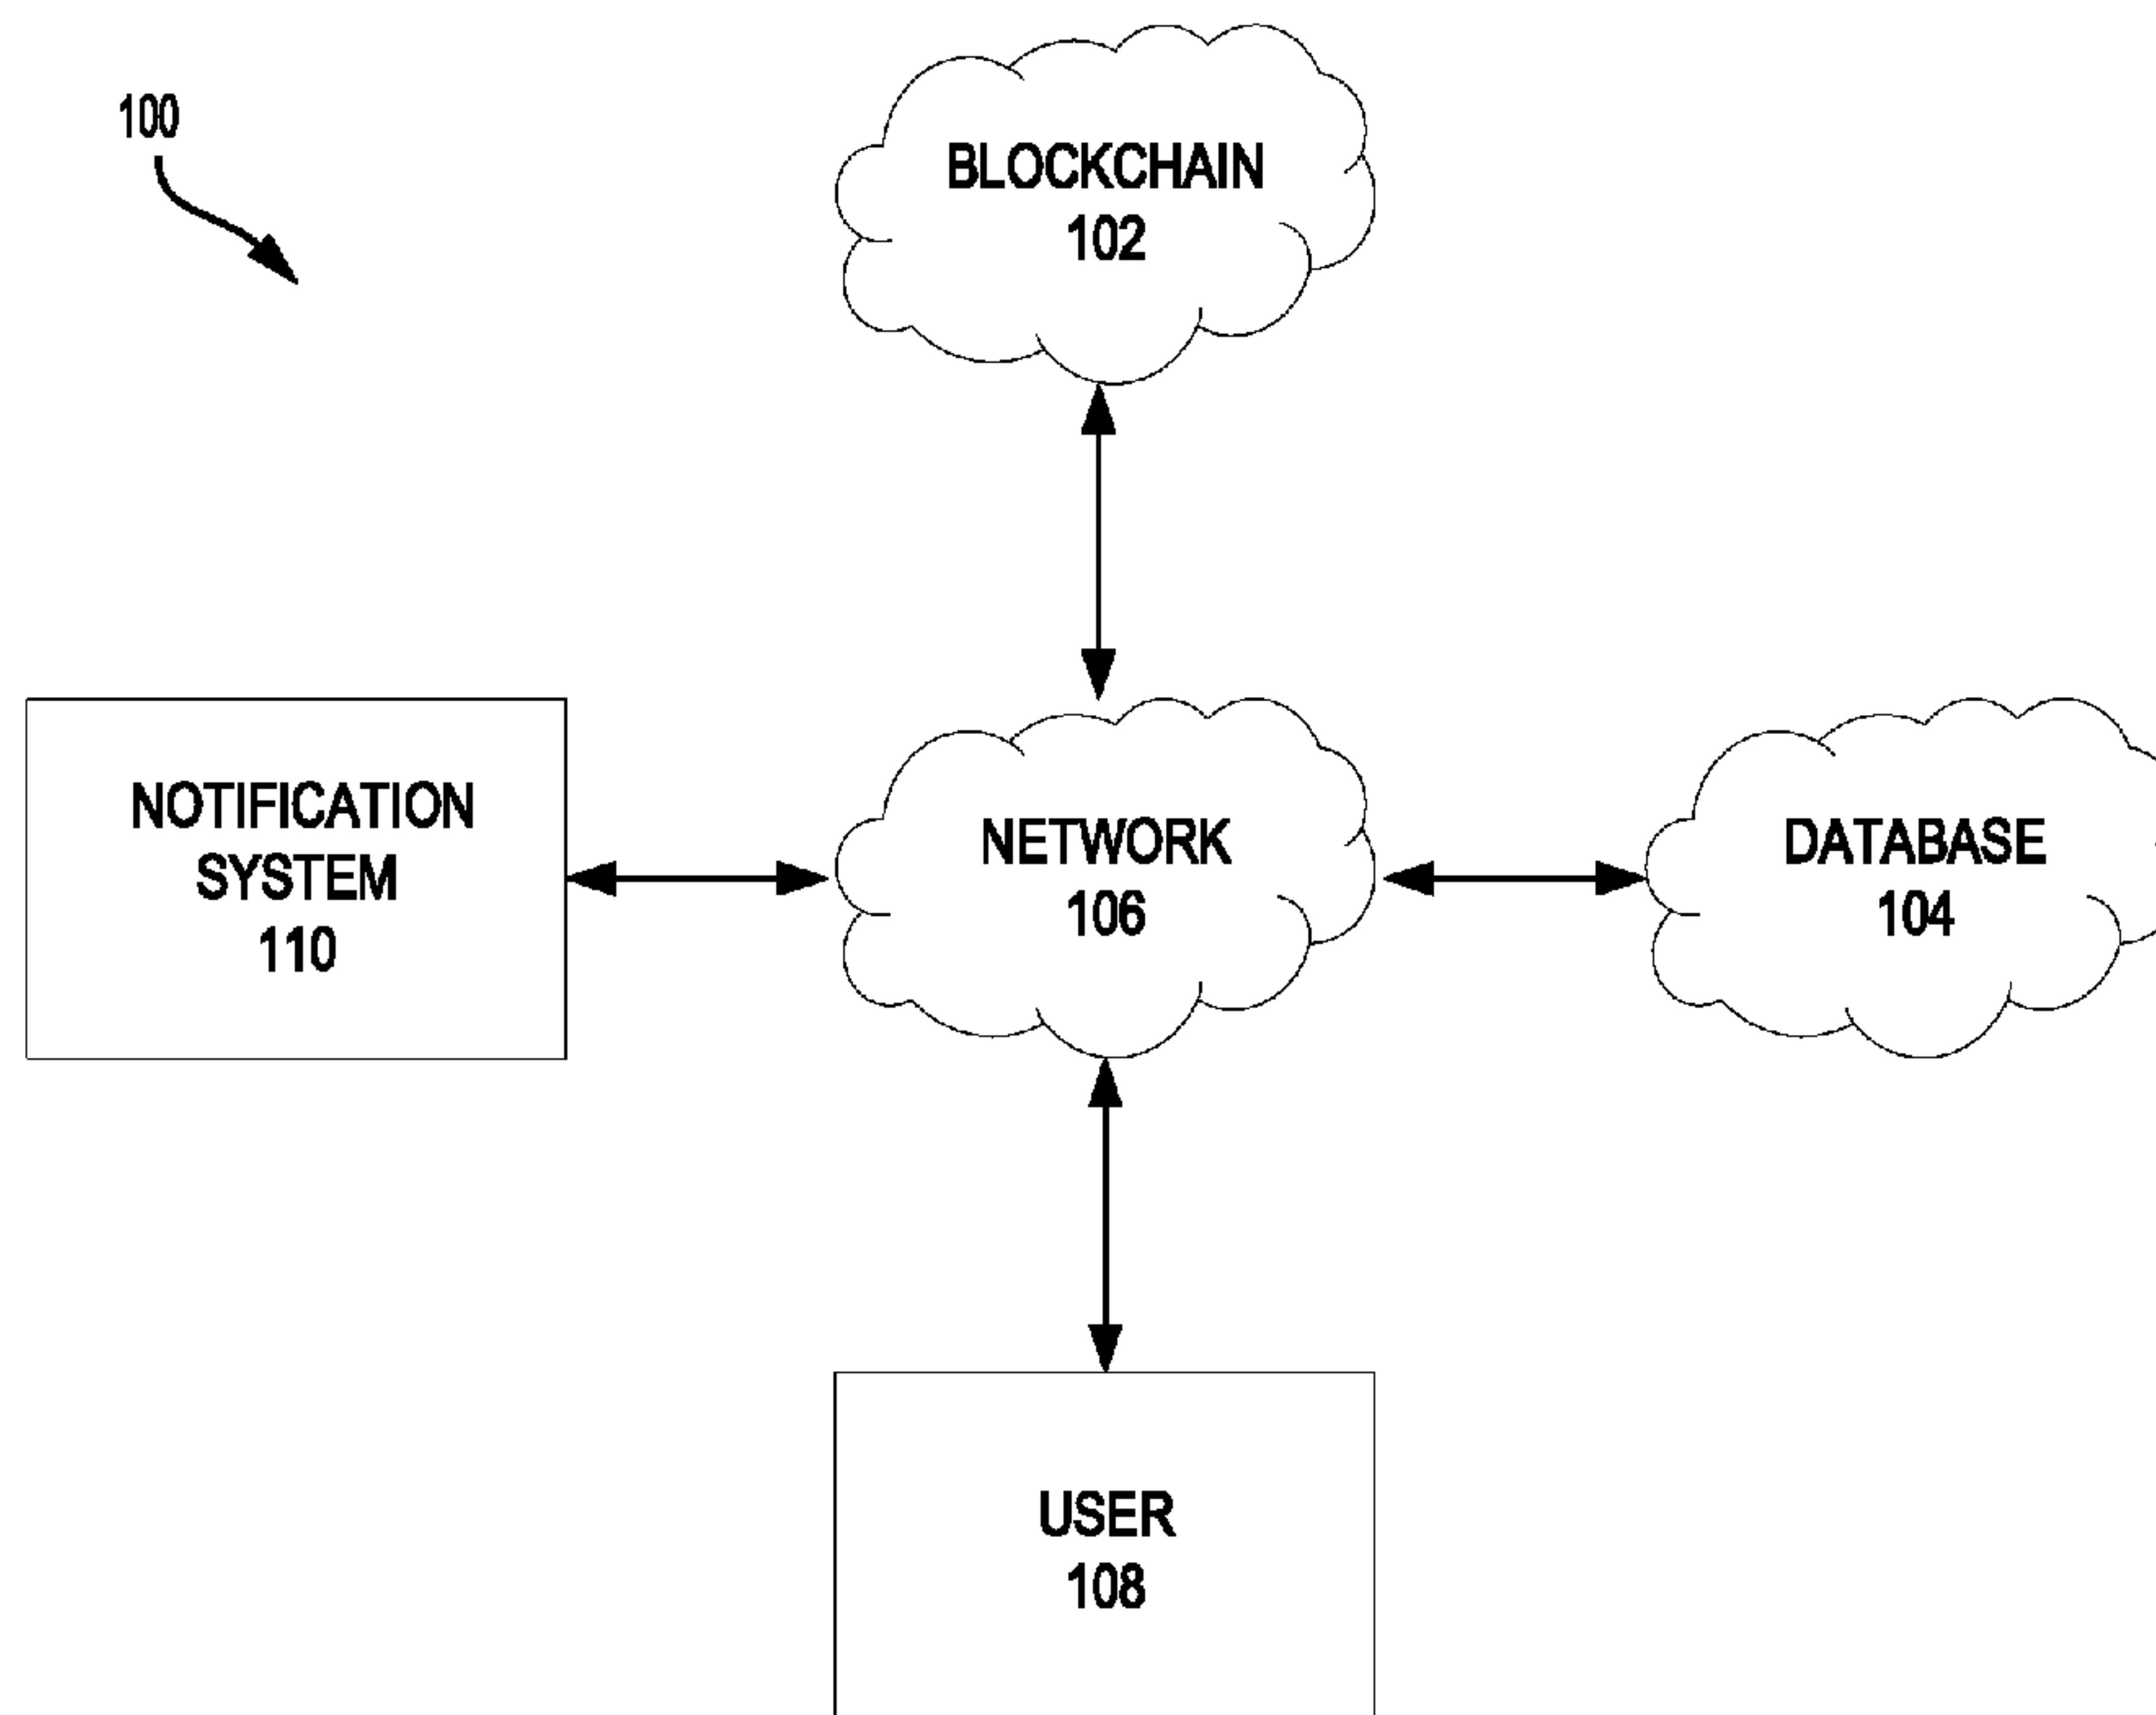 100
BLOCKCHAIN
102
NOTIFICATION
SYSTEM
110
NETWORK
106
DATABASE
104
USER
108